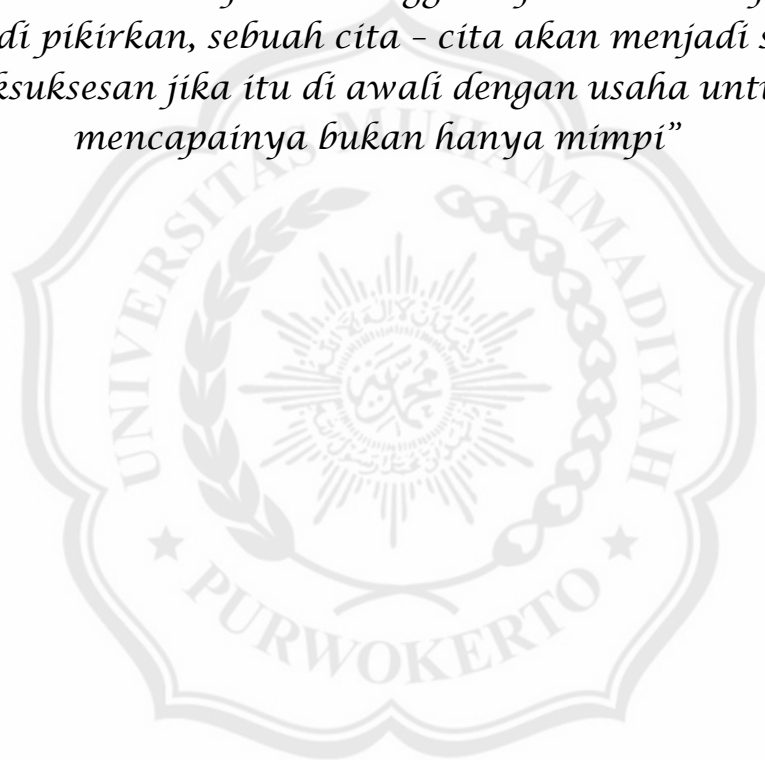 di pikirkan, sebuah cita – cita akan menjadi
ksuksesan jika itu di awali dengan usaha
mencapainya bukan hanya mimpi”
UNIVERSITAS MUHAMMADIYAH
PURWOKERTO